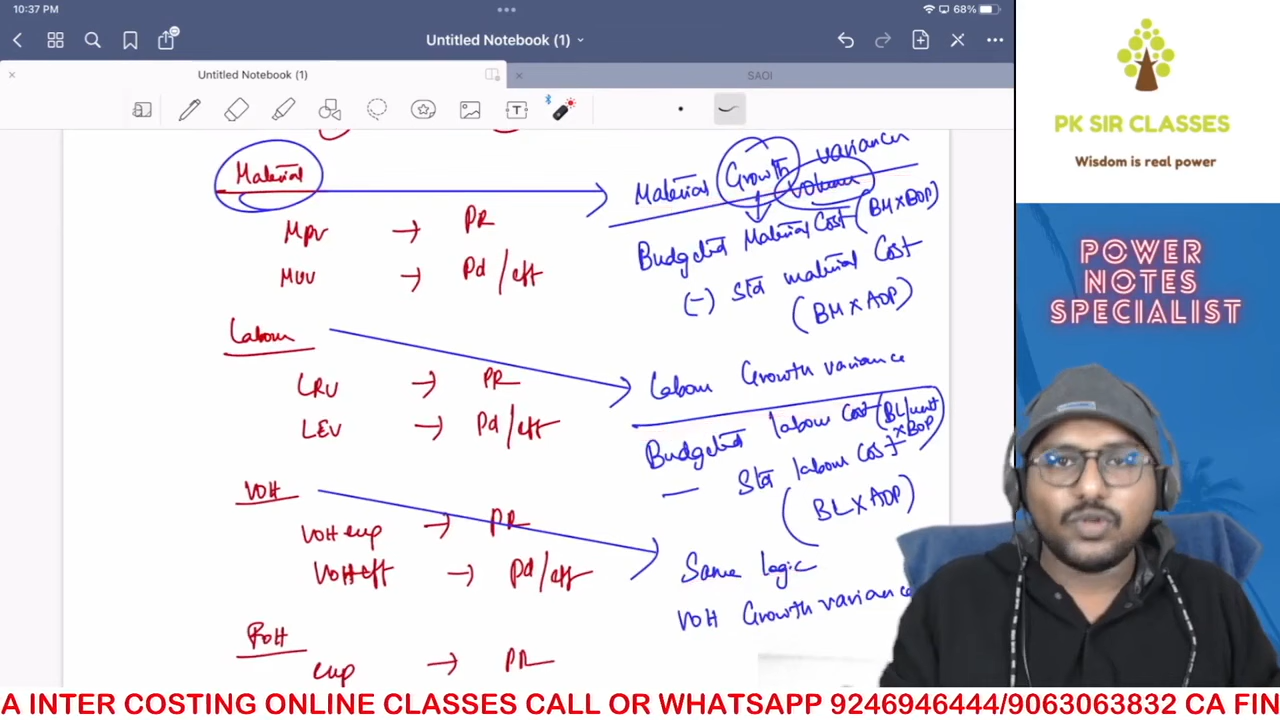 10:37 PM
68%
Untitled Notebook (1)
Untitled Notebook (1)
SAOI
T
Material
MPV → PR
MUV → Pd/eff
Labour
LRV → PR
LEV → Pd/eff
VOH
VOH exp → PR
VOH eff → Pd/eff
FOH
exp → PR
Material Growth variances
Volume
Budgeted Material Cost (BM x BOP)
(-) Std material Cost
(BM x AOP)
Labour Growth variance
Budgeted labour cost (BL/unit
x BOP)
— Std labour Cost
(BL x AOP)
Same logic
VOH Growth variance
PK SIR CLASSES
Wisdom is real power
POWER
NOTES
SPECIALIST
A INTER COSTING ONLINE CLASSES CALL OR WHATSAPP 9246946444/9063063832 CA FIN